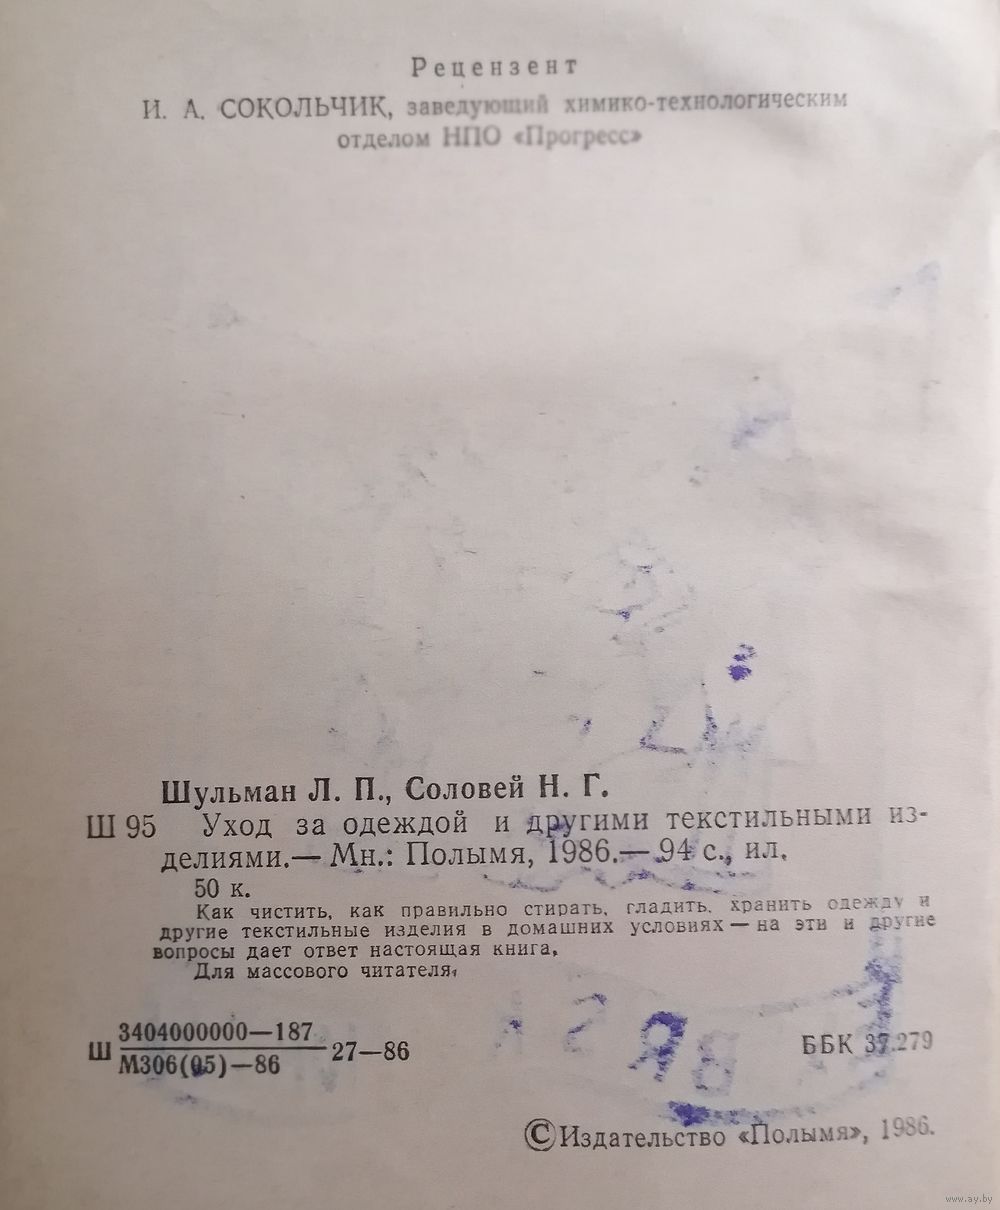 Рецензент
И. А. СОКОЛЬЧИК, заведующий химико-технологическим
отделом НПО «Прогресс»
Шульман Л. П., Соловей Н. Г.
Ш 95 Уход за одеждой и другими текстильными из-
делиями.— Мн.: Полымя, 1986.— 94 с., ил.
50 к.
Как чистить, как правильно стирать, гладить, хранить одежду и
другие текстильные изделия в домашних условиях — на эти и другие
вопросы дает ответ настоящая книга.
Для массового читателя.
Ш 3404000000—187
М306(05)—86 27—86
ББК 37.279
© Издательство «Полымя», 1986.
www.ay.by